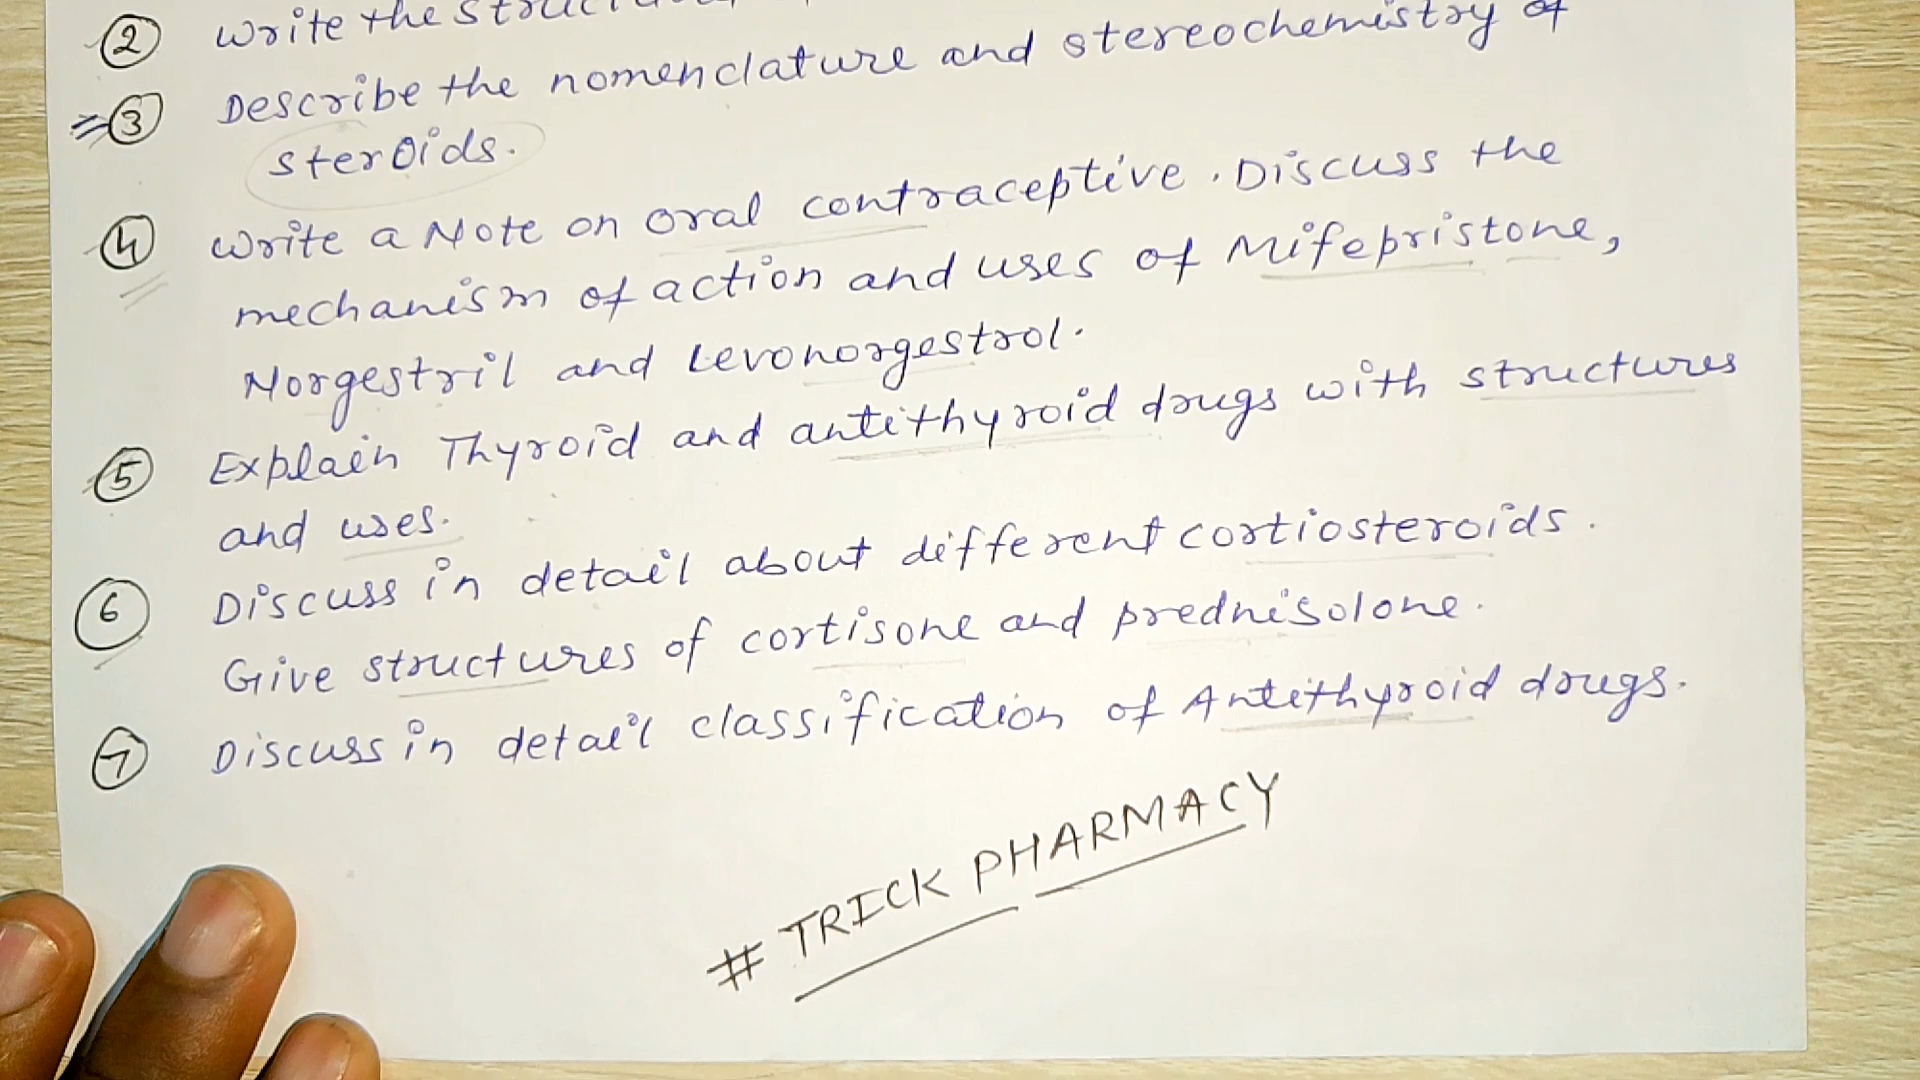 ② Write the
③ Describe the nomenclature and stereochemistry of
steroids.
④ Write a Note on oral contraceptive. Discuss the
mechanism of action and uses of Mifepristone,
Norgestril and Levonorgestrol.
⑤ Explain Thyroid and antithyroid drugs with structures
and uses.
⑥ Discuss in detail about different cortiosteroids.
Give structures of cortisone and prednisolone.
⑦ Discuss in detail classification of Antithyroid drugs.
# TRICK PHARMACY